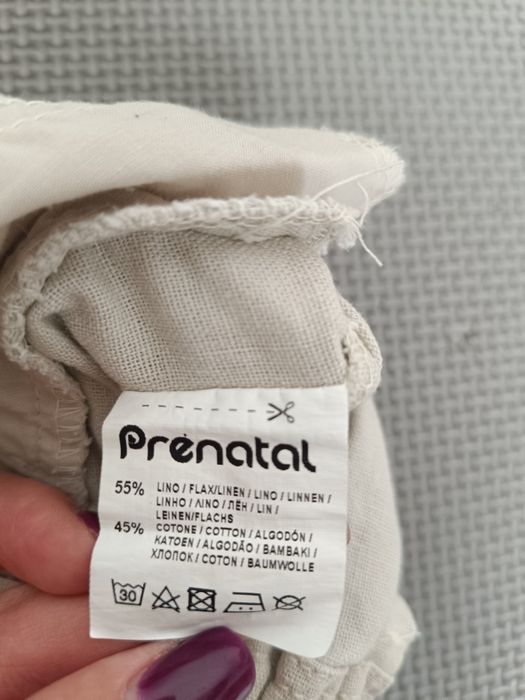 Prénatal
55% LINO / FLAX/LINEN / LINO / LINNEN /
LINHO / ΛΙΝΟ / ЛЁН / LIN /
LEINEN/FLACHS
45% COTONE / COTTON / ALGODÓN /
KATOEN / ALGODÃO / BAMBAKI /
ХЛОПОК / COTON / BAUMWOLLE
30